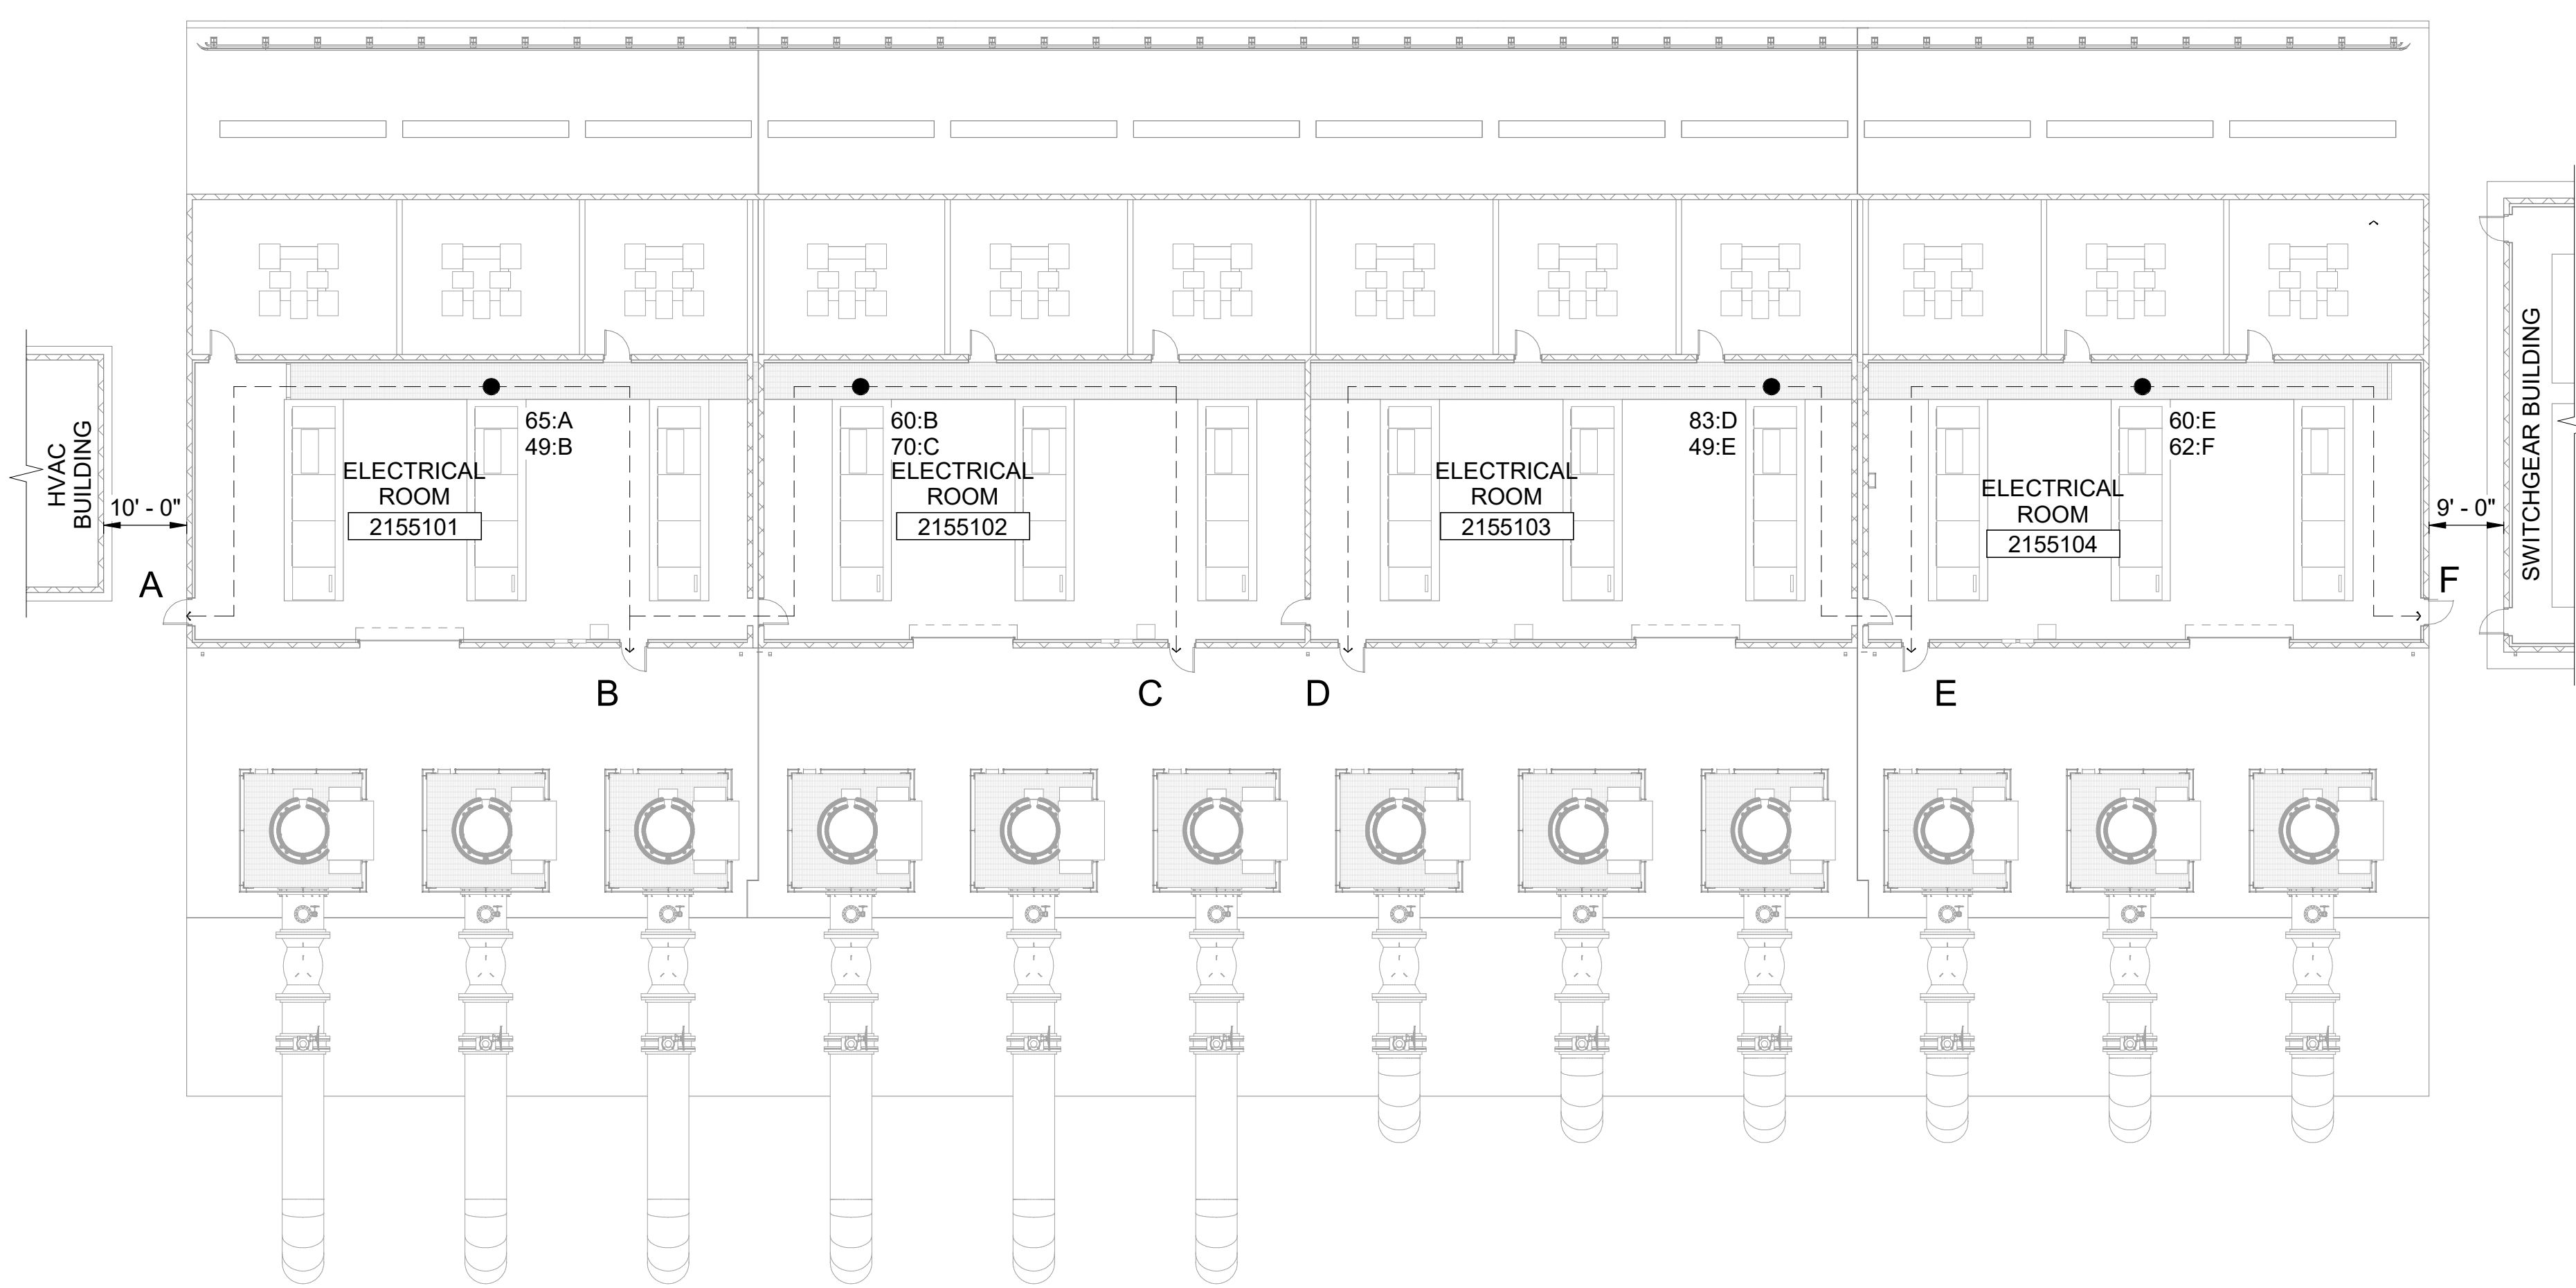 HVAC
BUILDING
10' - 0"
A
65:A
49:B
ELECTRICAL
ROOM
2155101
B
60:B
70:C
ELECTRICAL
ROOM
2155102
C
83:D
49:E
ELECTRICAL
ROOM
2155103
D
60:E
62:F
ELECTRICAL
ROOM
2155104
E
9' - 0"
F
SWITCHGEAR BUILDING